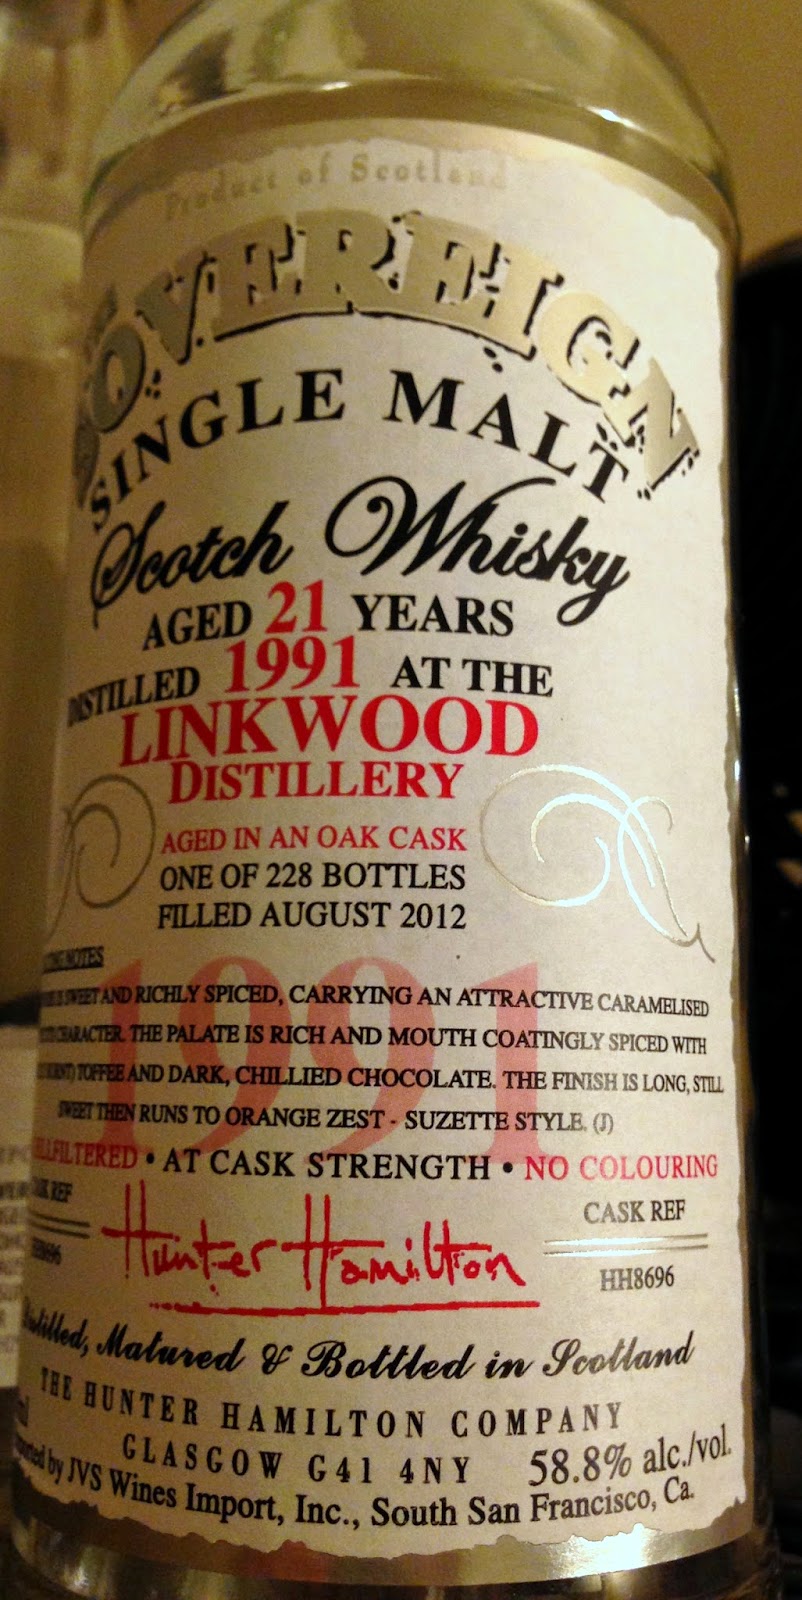 Product of Scotland
SOVEREIGN
SINGLE MALT
Scotch Whisky
AGED 21 YEARS
DISTILLED 1991 AT THE
LINKWOOD
DISTILLERY
AGED IN AN OAK CASK
ONE OF 228 BOTTLES
FILLED AUGUST 2012
NOTES
1991
IS SWEET AND RICHLY SPICED, CARRYING AN ATTRACTIVE CARAMELISED
CHARACTER. THE PALATE IS RICH AND MOUTH COATINGLY SPICED WITH
TOFFEE AND DARK, CHILLIED CHOCOLATE. THE FINISH IS LONG, STILL
SWEET THEN RUNS TO ORANGE ZEST - SUZETTE STYLE. (J)
• AT CASK STRENGTH • NO COLOURING
CASK REF
CASK REF
HH8696
HH8696
Hunter Hamilton
Distilled, Matured & Bottled in Scotland
THE HUNTER HAMILTON COMPANY
GLASGOW G41 4NY 58.8% alc./vol.
by JVS Wines Import, Inc., South San Francisco, Ca.